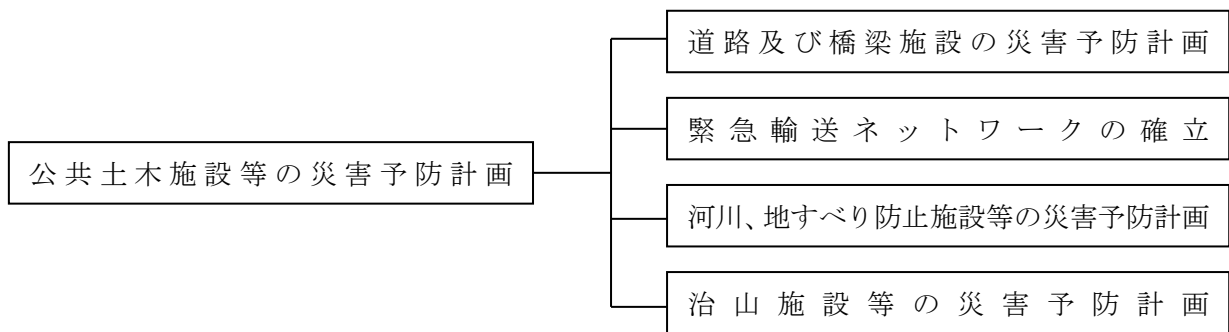 道路及び橋梁施設の災害予防計画
緊急輸送ネットワークの確立
公共土木施設等の災害予防計画
河川、地すべり防止施設等の災害予防計画
治山施設等の災害予防計画